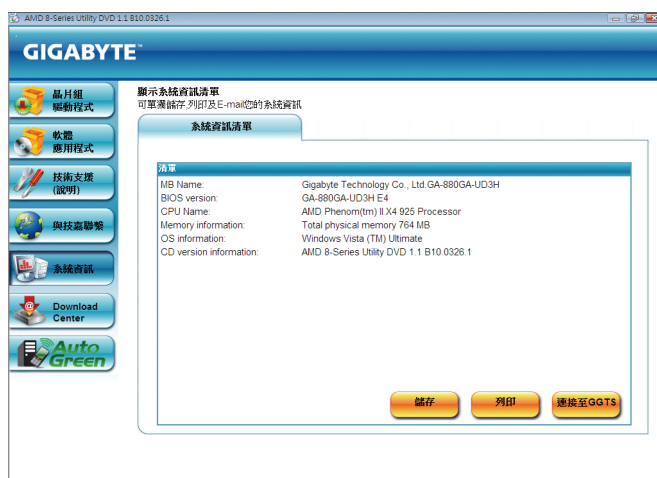 AMD 8-Series Utility DVD 1.1 B10.0326.1
GIGABYTE™
晶片組
驅動程式
軟體
應用程式
技術支援
(說明)
與技嘉聯繫
系統資訊
Download
Center
Auto
Green
顯示系統資訊清單
可單獨儲存,列印及E-mail您的系統資訊
系統資訊清單
清單
MB Name: Gigabyte Technology Co., Ltd.GA-880GA-UD3H
BIOS version: GA-880GA-UD3H E4
CPU Name: AMD Phenom(tm) II X4 925 Processor
Memory information: Total physical memory 764 MB
OS information: Windows Vista (TM) Ultimate
CD version information: AMD 8-Series Utility DVD 1.1 B10.0326.1
儲存 列印 連接至GGTS